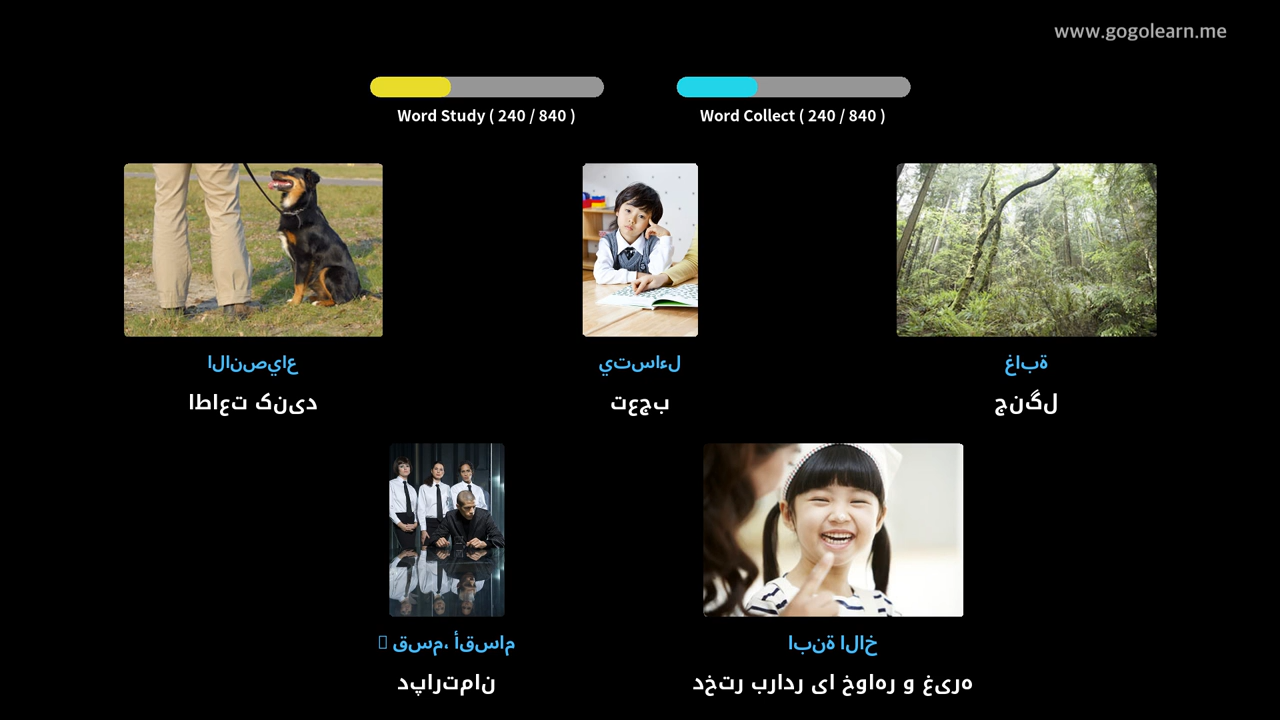 www.gogolearn.me
Word Study ( 240 / 840 )
Word Collect ( 240 / 840 )
الانصياع
يتساءل
غابة
اطاعت کنید
تعجب
جنگل
قسم، أقسام
ابنة الاخ
دپارتمان
دختر برادر یا خواهر و غیره